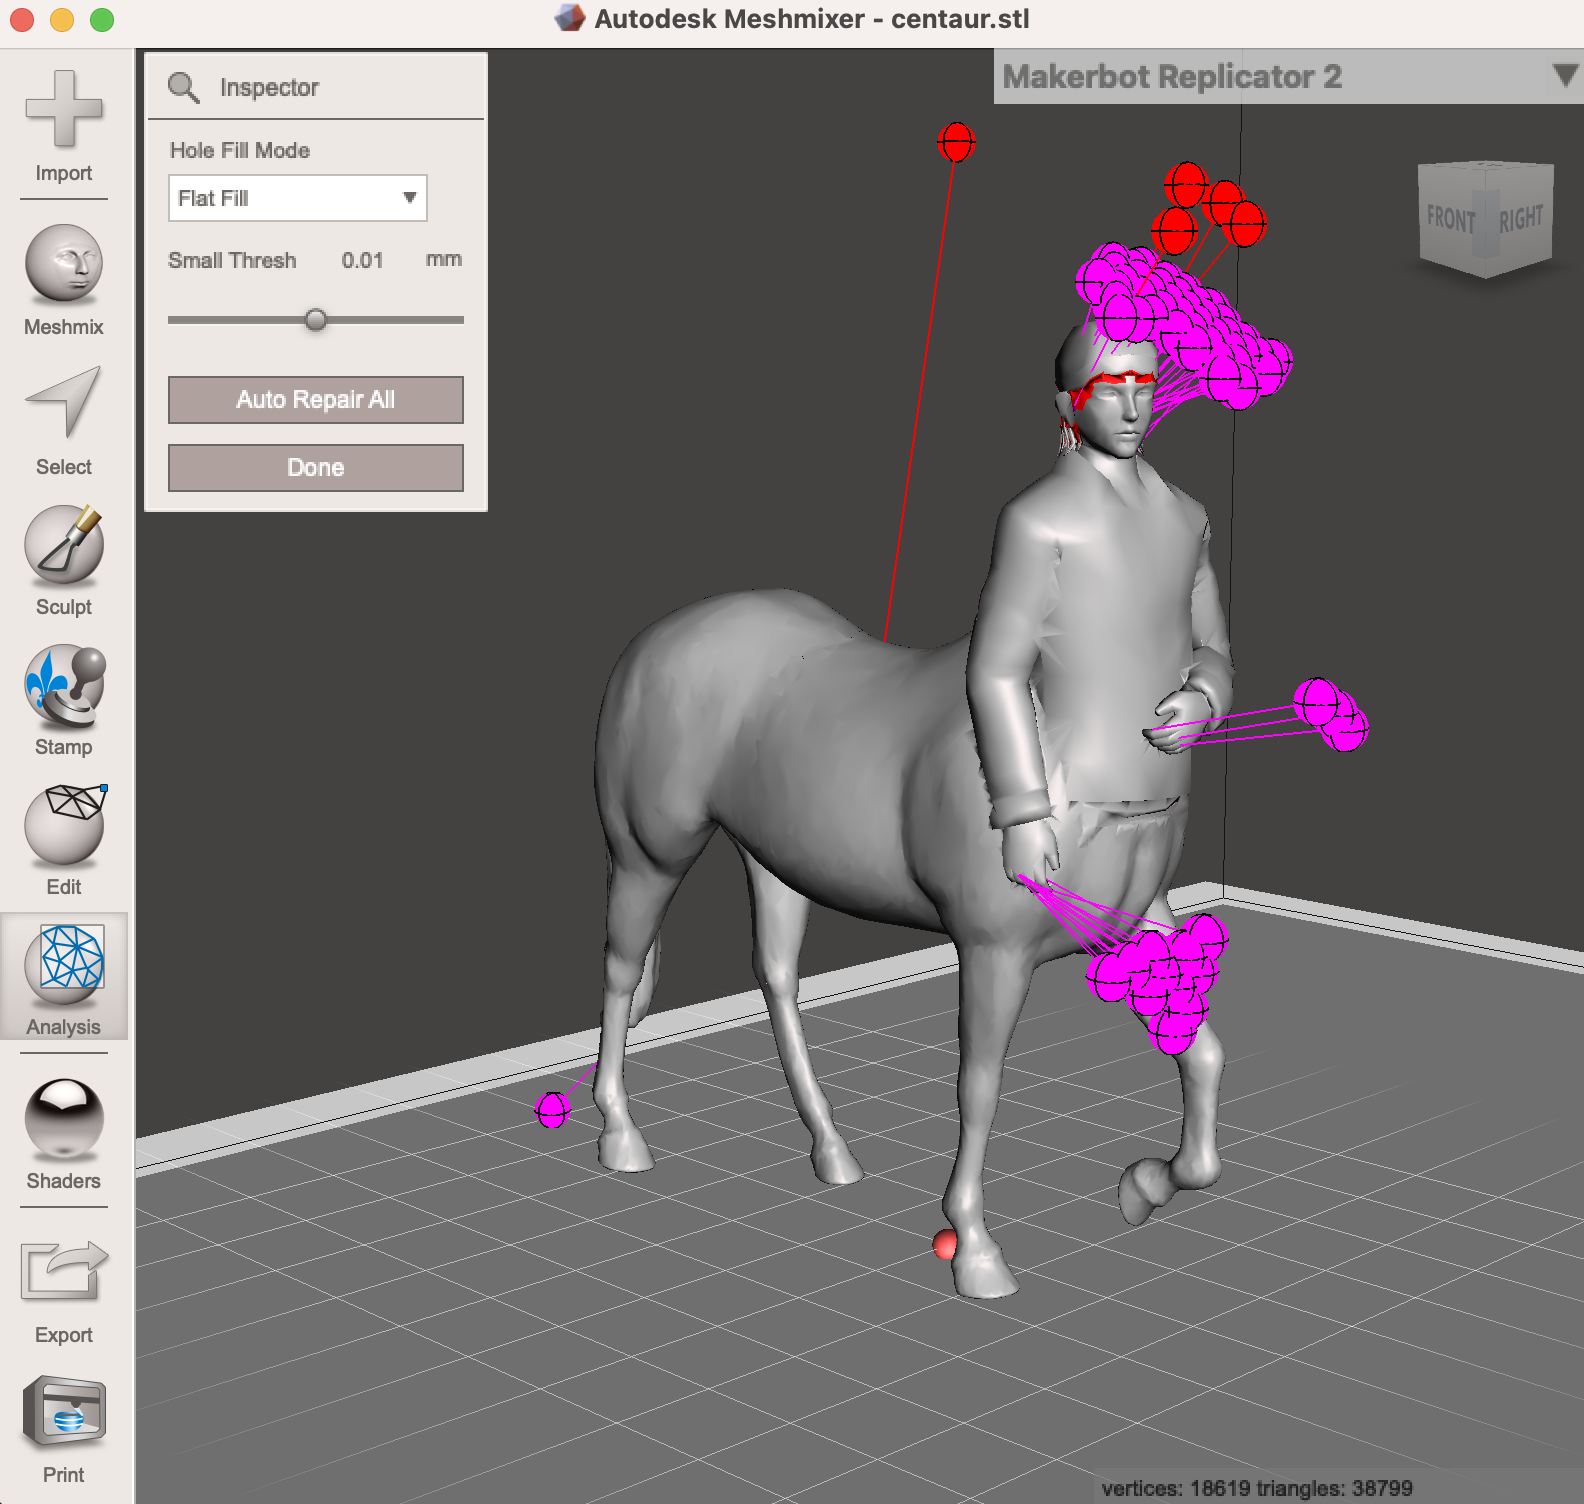 Autodesk Meshmixer - centaur.stl
Import
Meshmix
Select
Sculpt
Stamp
Edit
Analysis
Shaders
Export
Print
Inspector
Hole Fill Mode
Flat Fill
Small Thresh 0.01 mm
Auto Repair All
Done
Makerbot Replicator 2
FRONT RIGHT
vertices: 18619 triangles: 38799